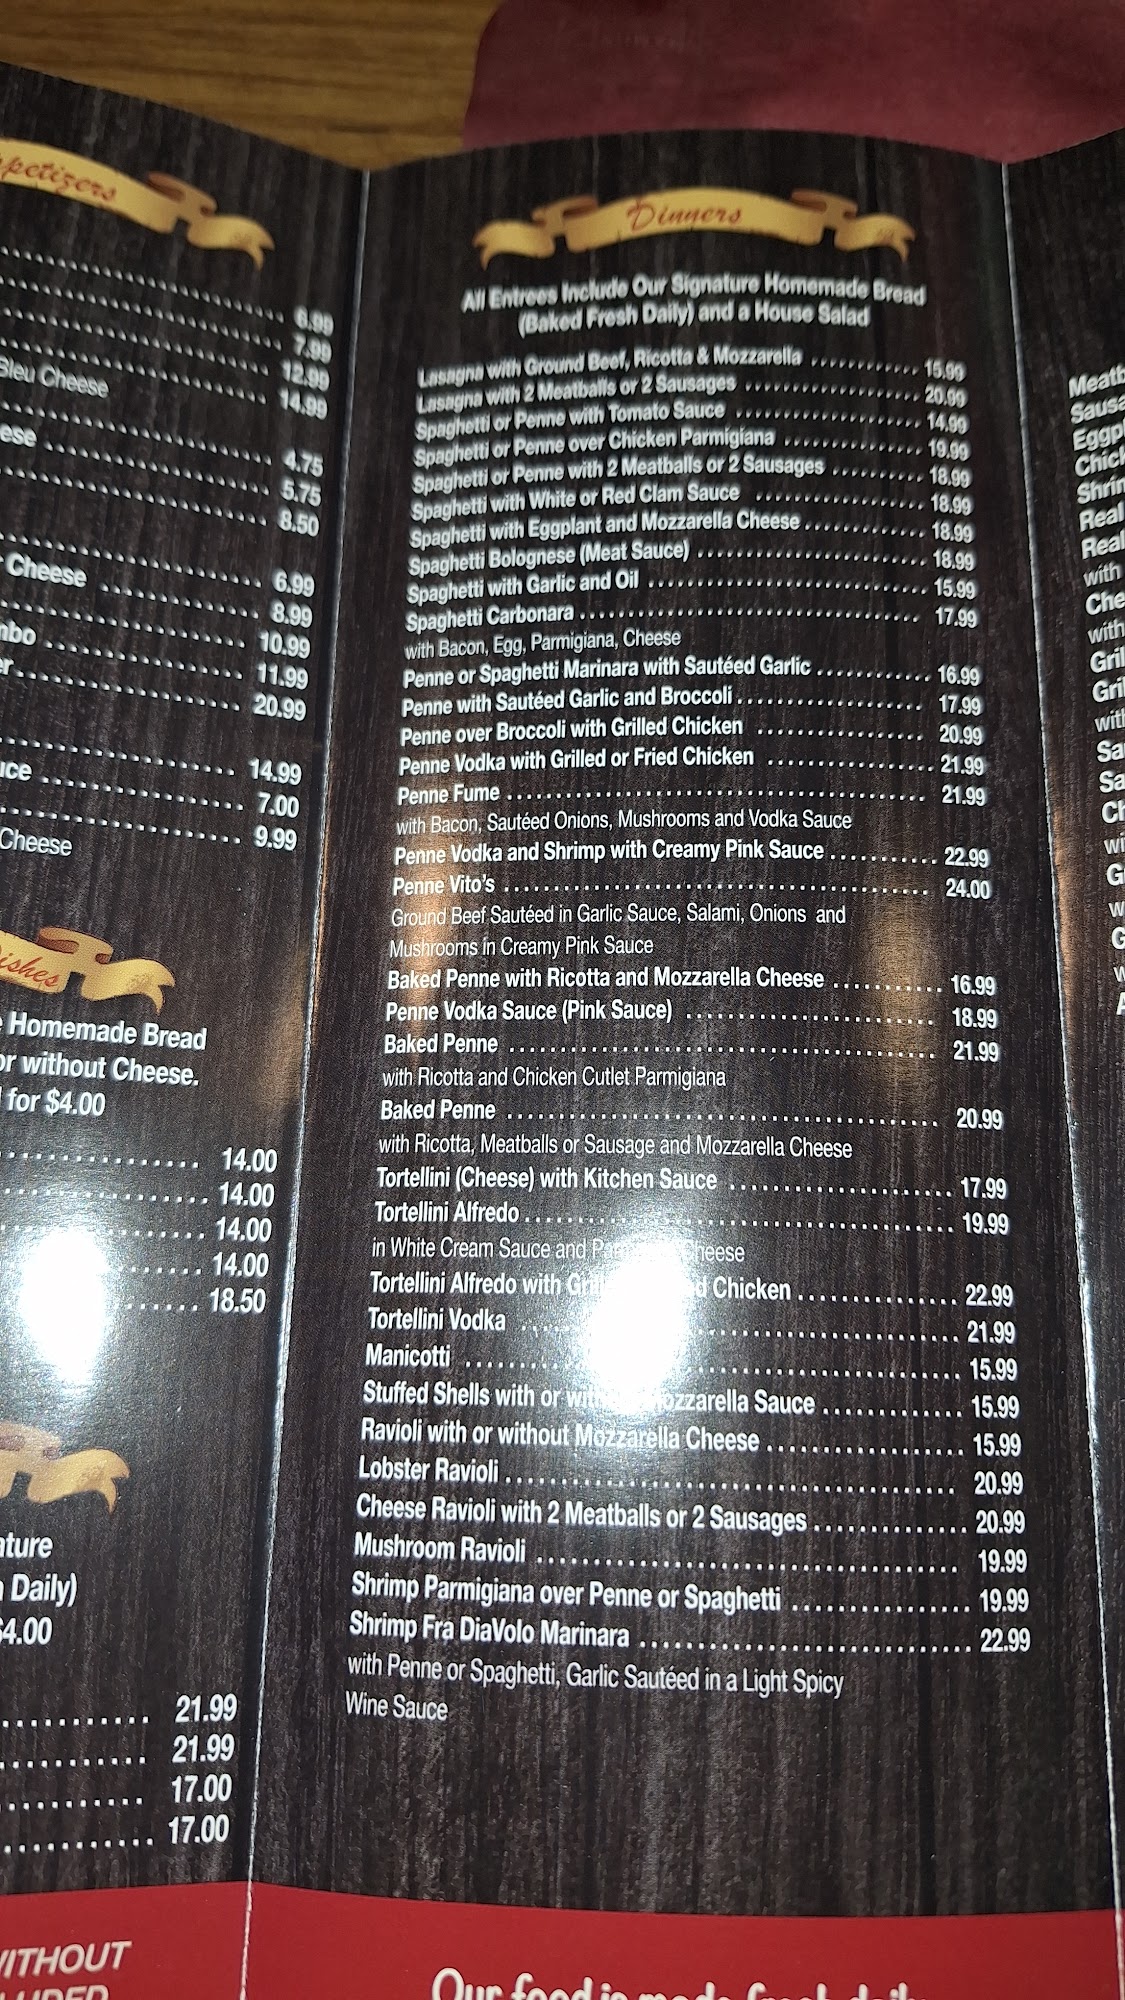 6.99
7.99
12.99
Bleu Cheese
14.99
4.75
5.75
8.50
6.99
Cheese 8.99
10.99
11.99
20.99
14.99
7.00
9.99
Cheese
Homemade Bread
or without Cheese.
for $4.00
14.00
14.00
14.00
14.00
18.50
Daily)
$4.00
21.99
21.99
17.00
17.00
WITHOUT
Dinners
All Entrees Include Our Signature Homemade Bread
(Baked Fresh Daily) and a House Salad
Lasagna with Ground Beef, Ricotta & Mozzarella 15.99
Lasagna with 2 Meatballs or 2 Sausages 20.99
Spaghetti or Penne with Tomato Sauce 14.99
Spaghetti or Penne over Chicken Parmigiana 19.99
Spaghetti or Penne with 2 Meatballs or 2 Sausages 18.99
Spaghetti with White or Red Clam Sauce 18.99
Spaghetti with Eggplant and Mozzarella Cheese 18.99
Spaghetti Bolognese (Meat Sauce) 18.99
Spaghetti with Garlic and Oil 15.99
Spaghetti Carbonara 17.99
with Bacon, Egg, Parmigiana, Cheese
Penne or Spaghetti Marinara with Sautéed Garlic 16.99
Penne with Sautéed Garlic and Broccoli 17.99
Penne over Broccoli with Grilled Chicken 20.99
Penne Vodka with Grilled or Fried Chicken 21.99
Penne Fume 21.99
with Bacon, Sautéed Onions, Mushrooms and Vodka Sauce
Penne Vodka and Shrimp with Creamy Pink Sauce 22.99
Penne Vito's 24.00
Ground Beef Sautéed in Garlic Sauce, Salami, Onions and
Mushrooms in Creamy Pink Sauce
Baked Penne with Ricotta and Mozzarella Cheese 16.99
Penne Vodka Sauce (Pink Sauce) 18.99
Baked Penne 21.99
with Ricotta and Chicken Cutlet Parmigiana
Baked Penne 20.99
with Ricotta, Meatballs or Sausage and Mozzarella Cheese
Tortellini (Cheese) with Kitchen Sauce 17.99
Tortellini Alfredo 19.99
in White Cream Sauce and Cheese
Tortellini Alfredo with Chicken 22.99
Tortellini Vodka 21.99
Manicotti 15.99
Stuffed Shells with or Mozzarella Sauce 15.99
Ravioli with or without Mozzarella Cheese 15.99
Lobster Ravioli 20.99
Cheese Ravioli with 2 Meatballs or 2 Sausages 20.99
Mushroom Ravioli 19.99
Shrimp Parmigiana over Penne or Spaghetti 19.99
Shrimp Fra DiaVolo Marinara 22.99
with Penne or Spaghetti, Garlic Sautéed in a Light Spicy
Wine Sauce
Our food is made fresh daily
Real
Real
with
with